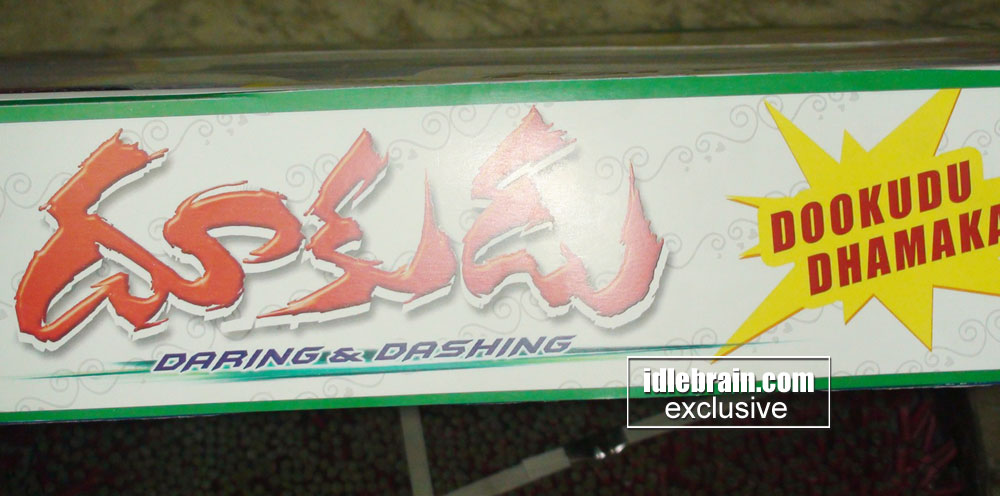 దూకుడు
DARING & DASHING
DOOKUDU
DHAMAKA
idlebrain.com
exclusive